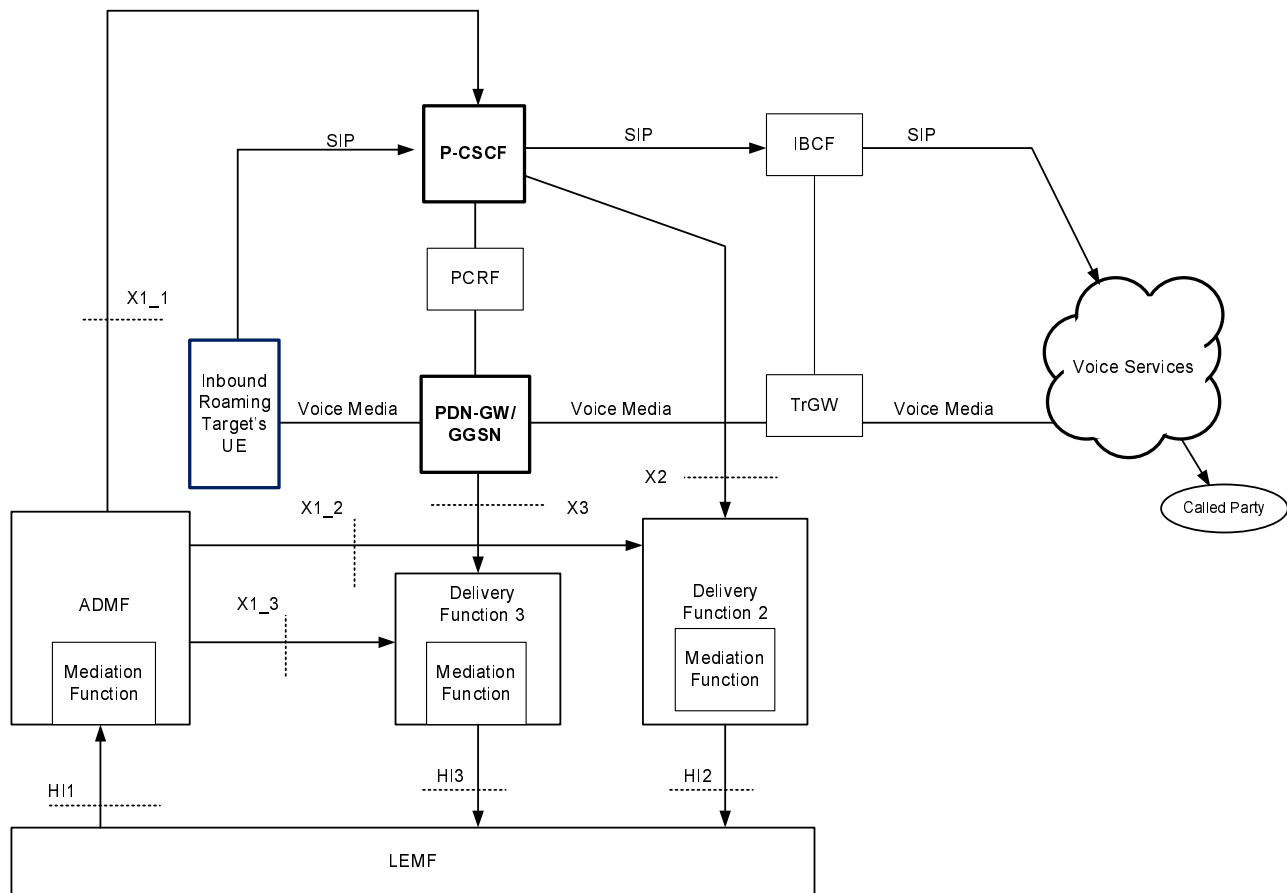 SIP
P-CSCF
SIP
IBCF
SIP
PCRF
X1_1
Inbound
Roaming
Target's
UE
Voice Media
PDN-GW/
GGSN
Voice Media
TrGW
Voice Media
Voice Services
X2
X1_2
X3
Called Party
ADMF
X1_3
Delivery
Function 3
Delivery
Function 2
Mediation
Function
Mediation
Function
Mediation
Function
HI1
HI3
HI2
LEMF